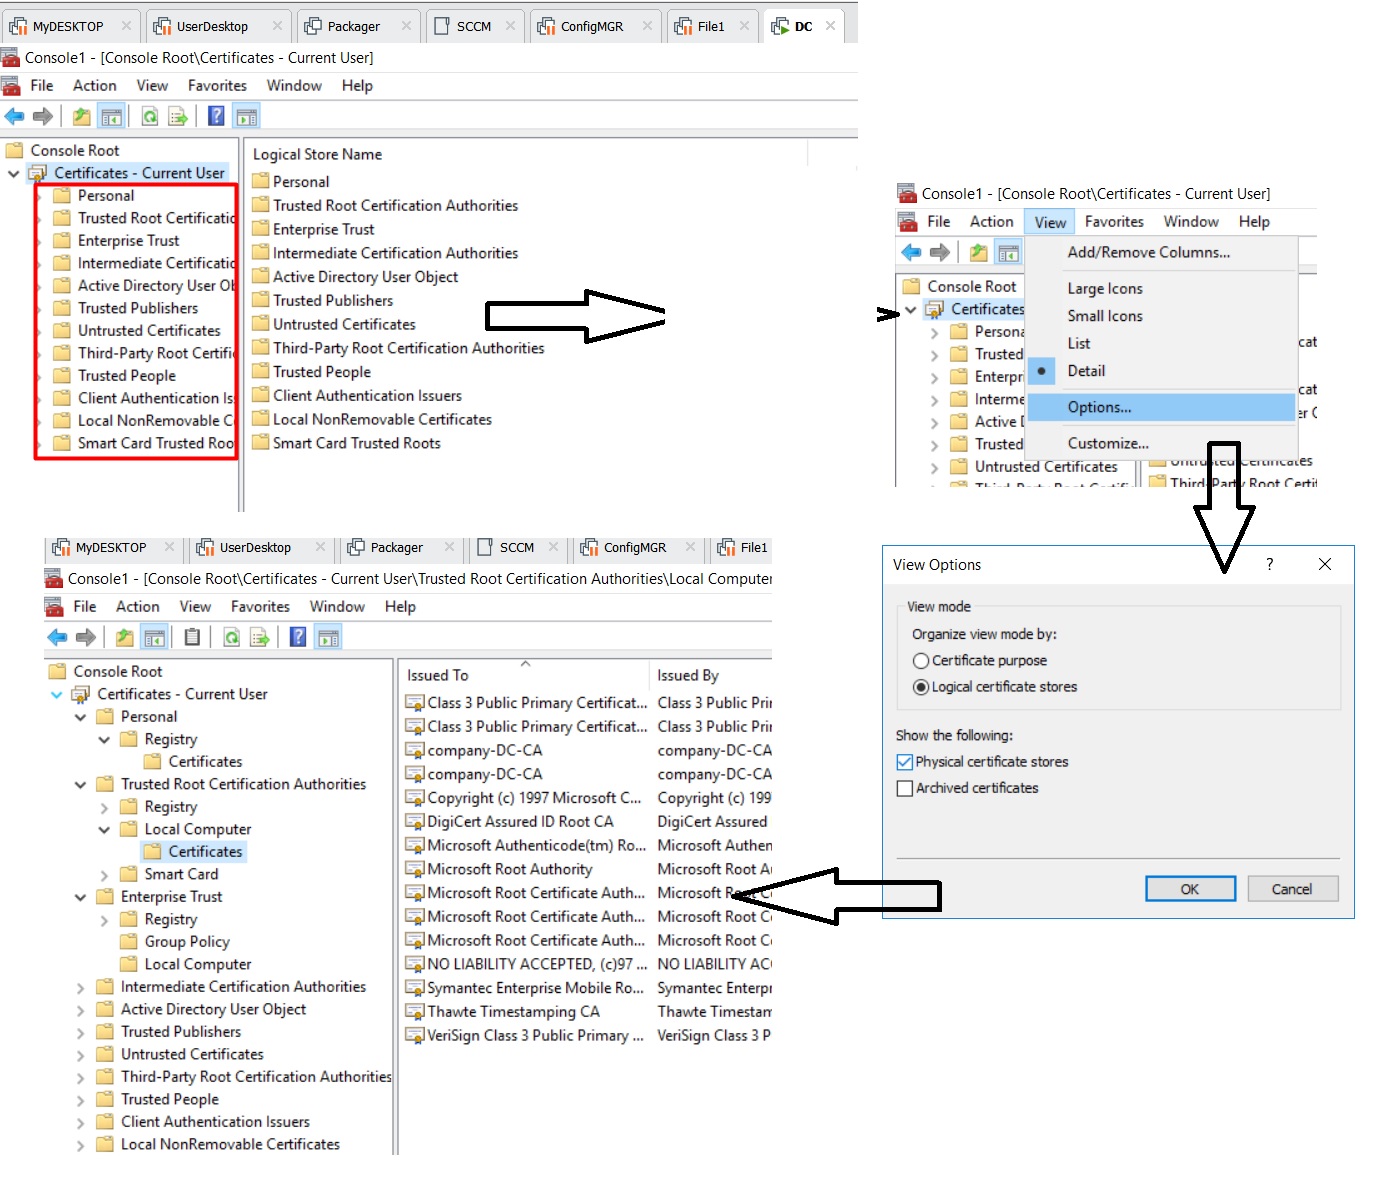 MyDESKTOP UserDesktop Packager SCCM ConfigMGR File1 DC
Console1 - [Console Root\Certificates - Current User]
File Action View Favorites Window Help
Console Root
Certificates - Current User
Personal
Trusted Root Certificatio
Enterprise Trust
Intermediate Certificatio
Active Directory User Ob
Trusted Publishers
Untrusted Certificates
Third-Party Root Certific
Trusted People
Client Authentication Iss
Local NonRemovable Ce
Smart Card Trusted Roo
Logical Store Name
Personal
Trusted Root Certification Authorities
Enterprise Trust
Intermediate Certification Authorities
Active Directory User Object
Trusted Publishers
Untrusted Certificates
Third-Party Root Certification Authorities
Trusted People
Client Authentication Issuers
Local NonRemovable Certificates
Smart Card Trusted Roots
Console1 - [Console Root\Certificates - Current User]
File Action View Favorites Window Help
Console Root
Certificates
Persona
Trusted
Enterpri
Interme
Active D
Trusted
Untrusted Certificates
Add/Remove Columns...
Large Icons
Small Icons
List
Detail
Options...
Customize...
Untrusted Certificates
Third-Party Root Certi
View Options
View mode
Organize view mode by:
Certificate purpose
Logical certificate stores
Show the following:
Physical certificate stores
Archived certificates
OK Cancel
MyDESKTOP UserDesktop Packager SCCM ConfigMGR File1
Console1 - [Console Root\Certificates - Current User\Trusted Root Certification Authorities\Local Computer
File Action View Favorites Window Help
Console Root
Certificates - Current User
Personal
Registry
Certificates
Trusted Root Certification Authorities
Registry
Local Computer
Certificates
Smart Card
Enterprise Trust
Registry
Group Policy
Local Computer
Intermediate Certification Authorities
Active Directory User Object
Trusted Publishers
Untrusted Certificates
Third-Party Root Certification Authorities
Trusted People
Client Authentication Issuers
Local NonRemovable Certificates
Issued To Issued By
Class 3 Public Primary Certificat... Class 3 Public Pri
Class 3 Public Primary Certificat... Class 3 Public Pri
company-DC-CA company-DC-CA
company-DC-CA company-DC-CA
Copyright (c) 1997 Microsoft C... Copyright (c) 199
DigiCert Assured ID Root CA DigiCert Assured
Microsoft Authenticode(tm) Ro... Microsoft Authen
Microsoft Root Authority Microsoft Root Au
Microsoft Root Certificate Auth... Microsoft Root C
Microsoft Root Certificate Auth... Microsoft Root C
Microsoft Root Certificate Auth... Microsoft Root C
NO LIABILITY ACCEPTED, (c)97 ... NO LIABILITY AC
Symantec Enterprise Mobile Ro... Symantec Enterp
Thawte Timestamping CA Thawte Timestam
VeriSign Class 3 Public Primary ... VeriSign Class 3 P